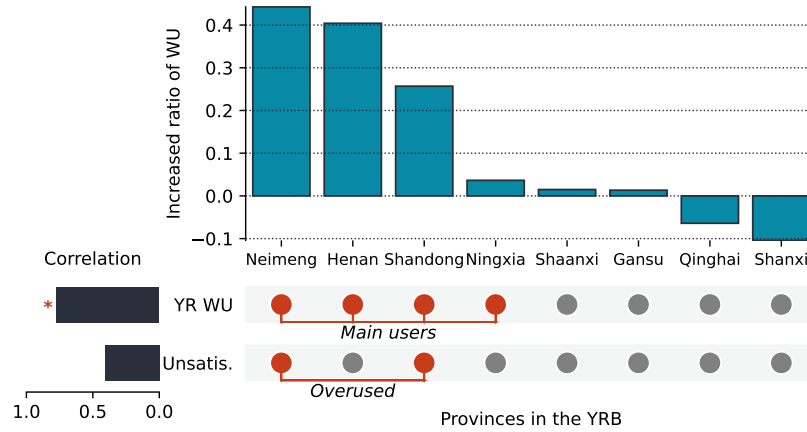 Increased ratio of WU
0.4
0.3
0.2
0.1
0.0
−0.1
Neimeng Henan Shandong Ningxia Shaanxi Gansu Qinghai Shanxi
Correlation
* YR WU
Main users
Unsatis.
Overused
1.0 0.5 0.0
Provinces in the YRB